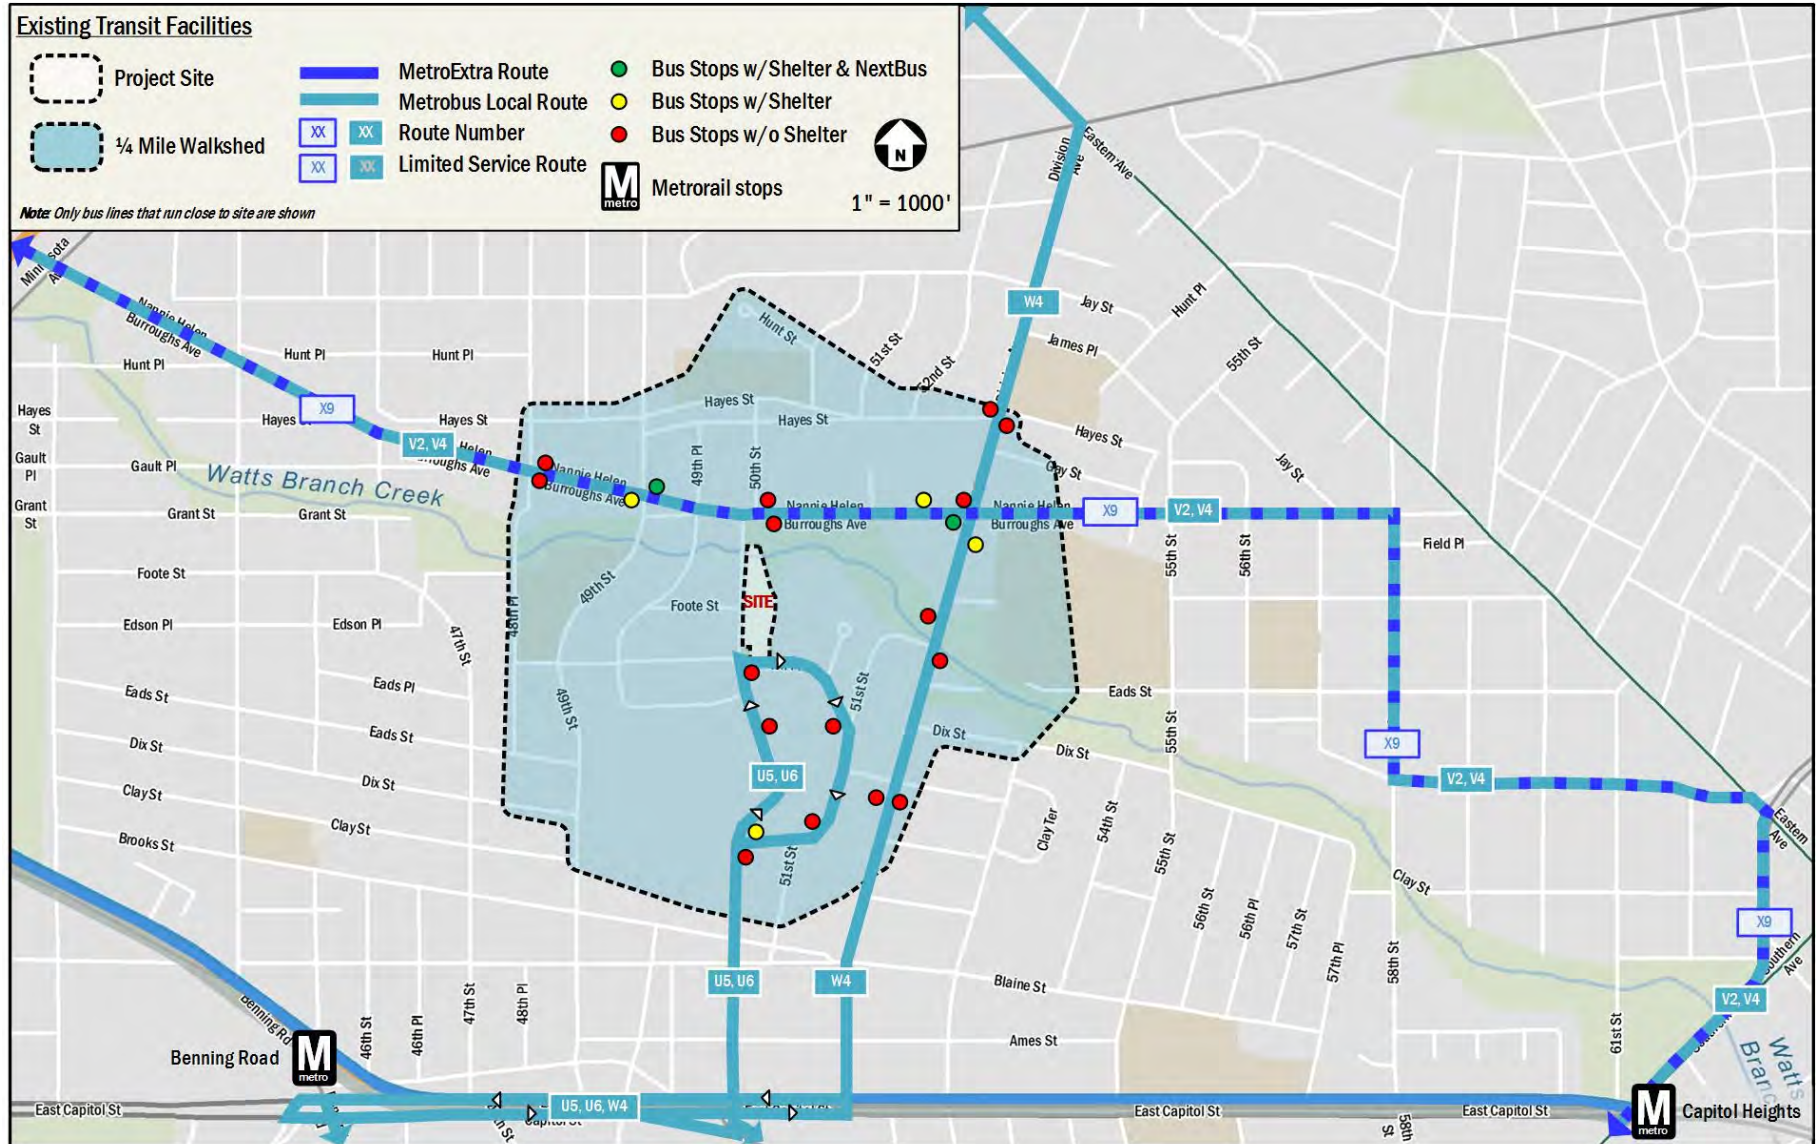 Existing Transit Facilities
Project Site
¼ Mile Walkshed
Note: Only bus lines that run close to site are shown
MetroExtra Route
Metrobus Local Route
XX XX Route Number
XX XX Limited Service Route
Bus Stops w/Shelter & NextBus
Bus Stops w/Shelter
Bus Stops w/o Shelter
M
metro
Metrorail stops
N
1" = 1000'
Division
Ave
Eastern Ave
Nannie Helen
Burroughs Ave
Hunt Pl
Hunt Pl
Hunt Pl
Hunt St
51st St
52nd St
W4
Jay St
James Pl
Hunt Pl
55th St
Hayes
St
X9
Hayes St
Hayes St
Hayes St
Hayes St
V2, V4
Gault
Pl
Gault Pl
Watts Branch Creek
Helen
49th Pl
50th St
Gay St
Jay St
Nannie Helen
Burroughs Ave
Grant
St
Grant St
Grant St
Nannie Helen
Burroughs Ave
Nannie Helen
Burroughs Ave
X9
V2, V4
Field Pl
55th St
56th St
Foote St
49th St
Foote St
SITE
48th Pl
Edson Pl
Edson Pl
47th St
Eads St
Eads Pl
49th St
51st St
Eads St
Dix St
Eads St
Dix St
Dix St
55th St
X9
U5, U6
V2, V4
Clay St
Dix St
Brooks St
Clay St
51st St
Clay Ter
54th St
55th St
Eastern
Ave
Clay St
56th St
56th Pl
57th St
57th Pl
58th St
X9
Southern
Ave
U5, U6
W4
Blaine St
V2, V4
Benning Rd
46th St
46th Pl
47th St
48th Pl
Ames St
61st St
Watts
Branch
Benning Road
M
metro
East Capitol St
U5, U6, W4
Capitol St
East Capitol St
East Capitol St
58th
St
M
metro
Capitol Heights